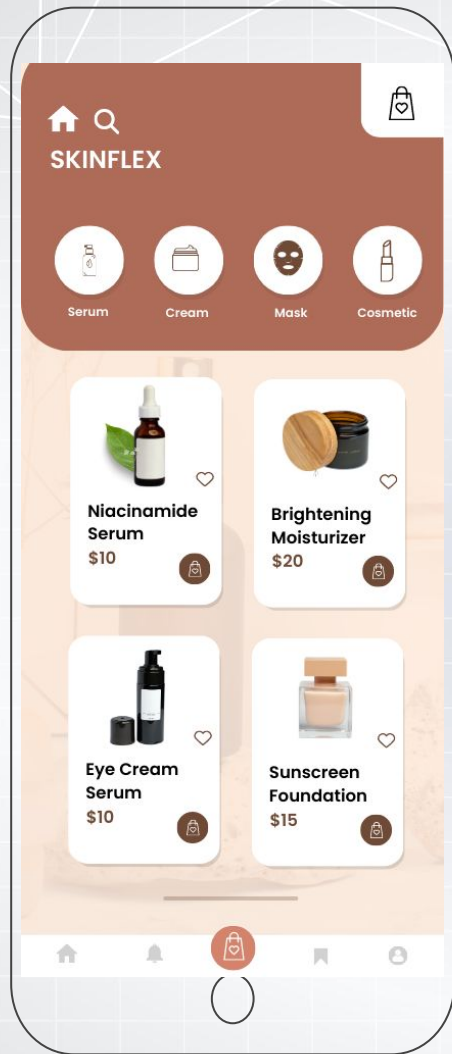 SKINFLEX
Serum
Cream
Mask
Cosmetic
Niacinamide
Serum
$10
Brightening
Moisturizer
$20
Eye Cream
Serum
$10
Sunscreen
Foundation
$15